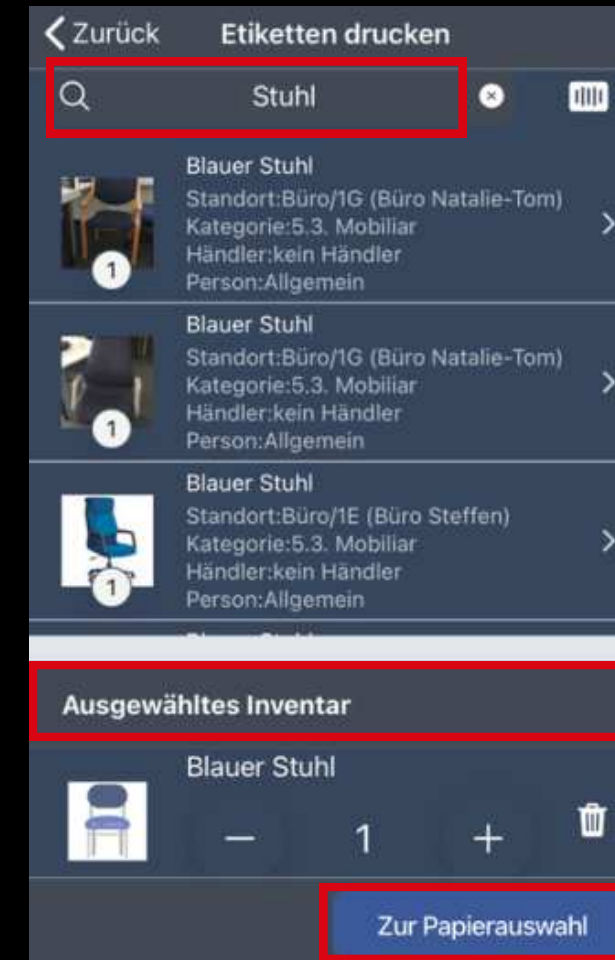 Zurück Etiketten drucken
Stuhl
Blauer Stuhl
Standort:Büro/1G (Büro Natalie-Tom)
Kategorie:5.3. Mobiliar
Händler:kein Händler
Person:Allgemein
1
Blauer Stuhl
Standort:Büro/1G (Büro Natalie-Tom)
Kategorie:5.3. Mobiliar
Händler:kein Händler
Person:Allgemein
1
Blauer Stuhl
Standort:Büro/1E (Büro Steffen)
Kategorie:5.3. Mobiliar
Händler:kein Händler
Person:Allgemein
1
Ausgewähltes Inventar
Blauer Stuhl
− 1 +
Zur Papierauswahl